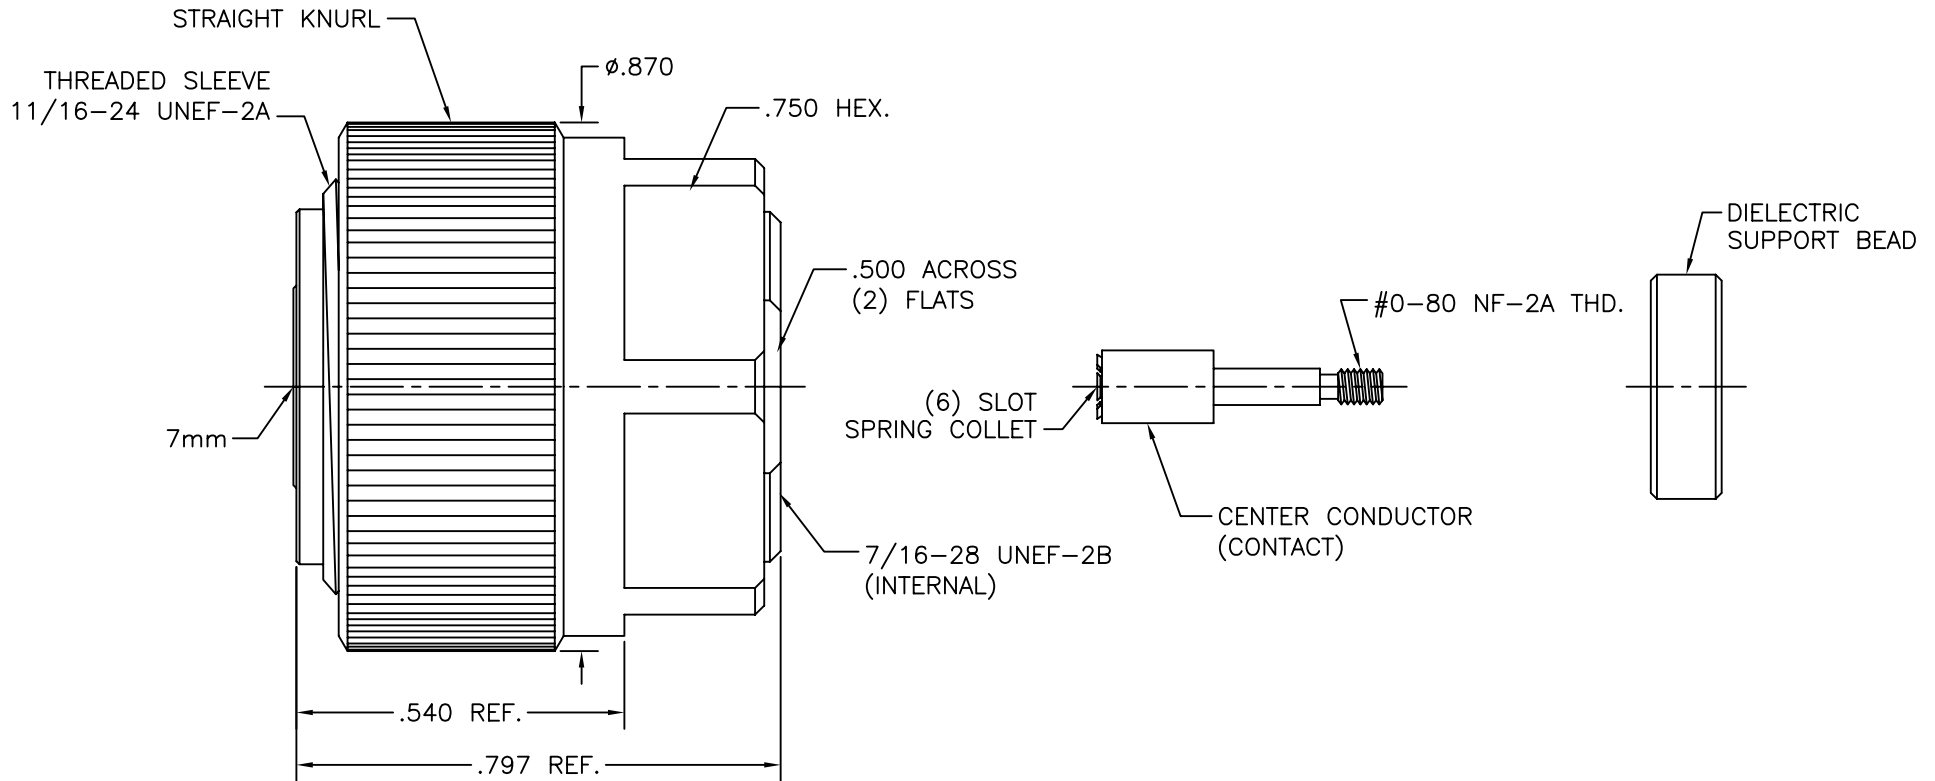 STRAIGHT KNURL
THREADED SLEEVE
11/16-24 UNEF-2A
ø.870
.750 HEX.
.500 ACROSS
(2) FLATS
7mm
7/16-28 UNEF-2B
(INTERNAL)
.540 REF.
.797 REF.
(6) SLOT
SPRING COLLET
#0-80 NF-2A THD.
CENTER CONDUCTOR
(CONTACT)
DIELECTRIC
SUPPORT BEAD